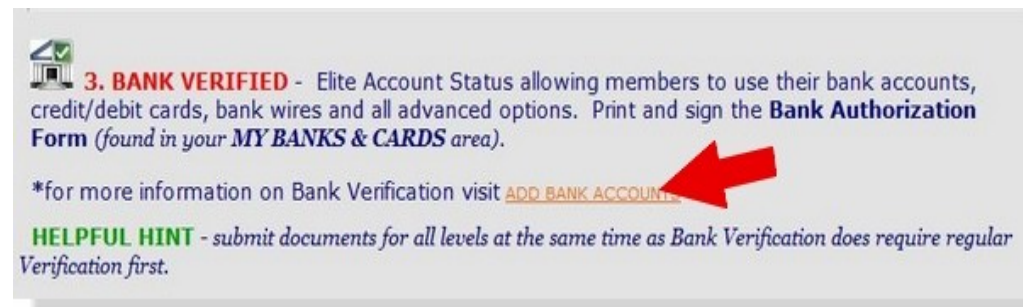 3. BANK VERIFIED - Elite Account Status allowing members to use their bank accounts,
credit/debit cards, bank wires and all advanced options. Print and sign the Bank Authorization
Form (found in your MY BANKS & CARDS area).
*for more information on Bank Verification visit ADD BANK ACCOUNTS
HELPFUL HINT - submit documents for all levels at the same time as Bank Verification does require regular
Verification first.